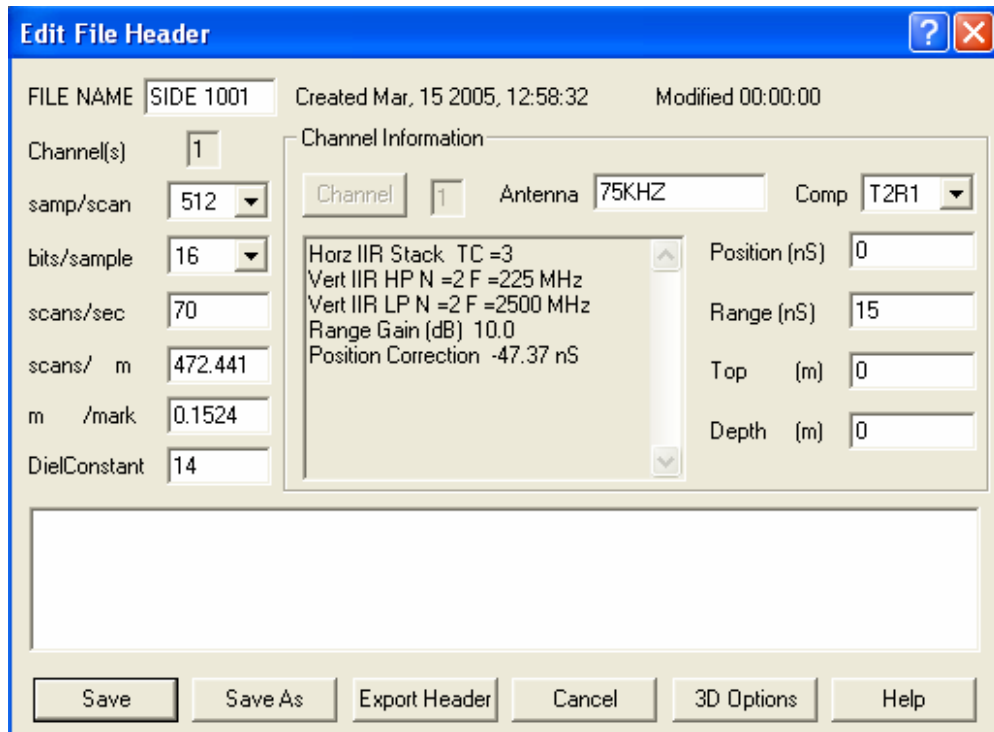 Edit File Header
FILE NAME SIDE 1001 Created Mar, 15 2005, 12:58:32 Modified 00:00:00
Channel(s) 1
samp/scan 512
bits/sample 16
scans/sec 70
scans/ m 472.441
m /mark 0.1524
DielConstant 14
Channel Information
Channel 1 Antenna 75KHZ Comp T2R1
Horz IIR Stack TC =3
Vert IIR HP N =2 F =225 MHz
Vert IIR LP N =2 F =2500 MHz
Range Gain (dB) 10.0
Position Correction -47.37 nS
Position (nS) 0
Range (nS) 15
Top (m) 0
Depth (m) 0
Save Save As Export Header Cancel 3D Options Help